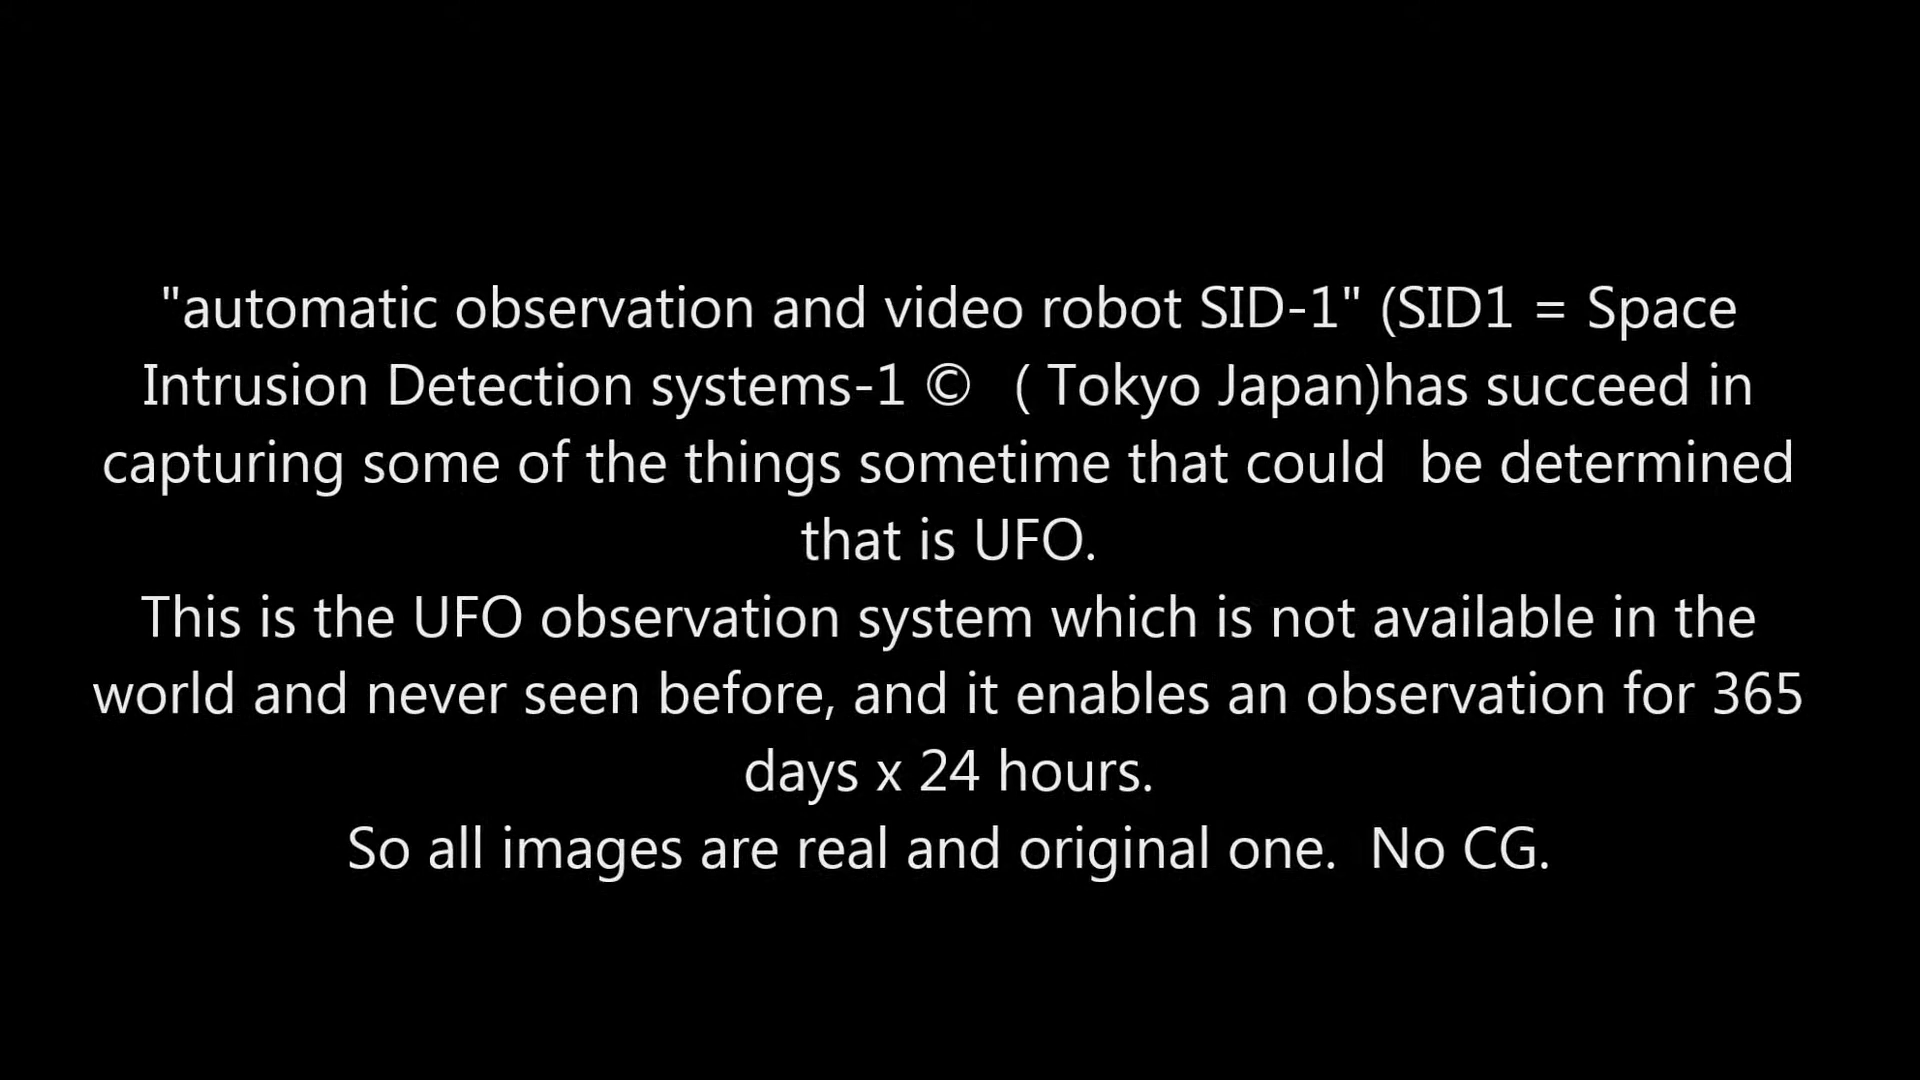 "automatic observation and video robot SID-1" (SID1 = Space
Intrusion Detection systems-1 ©   ( Tokyo Japan)has succeed in
capturing some of the things sometime that could  be determined
that is UFO.
This is the UFO observation system which is not available in the
world and never seen before, and it enables an observation for 365
days x 24 hours.
So all images are real and original one.  No CG.